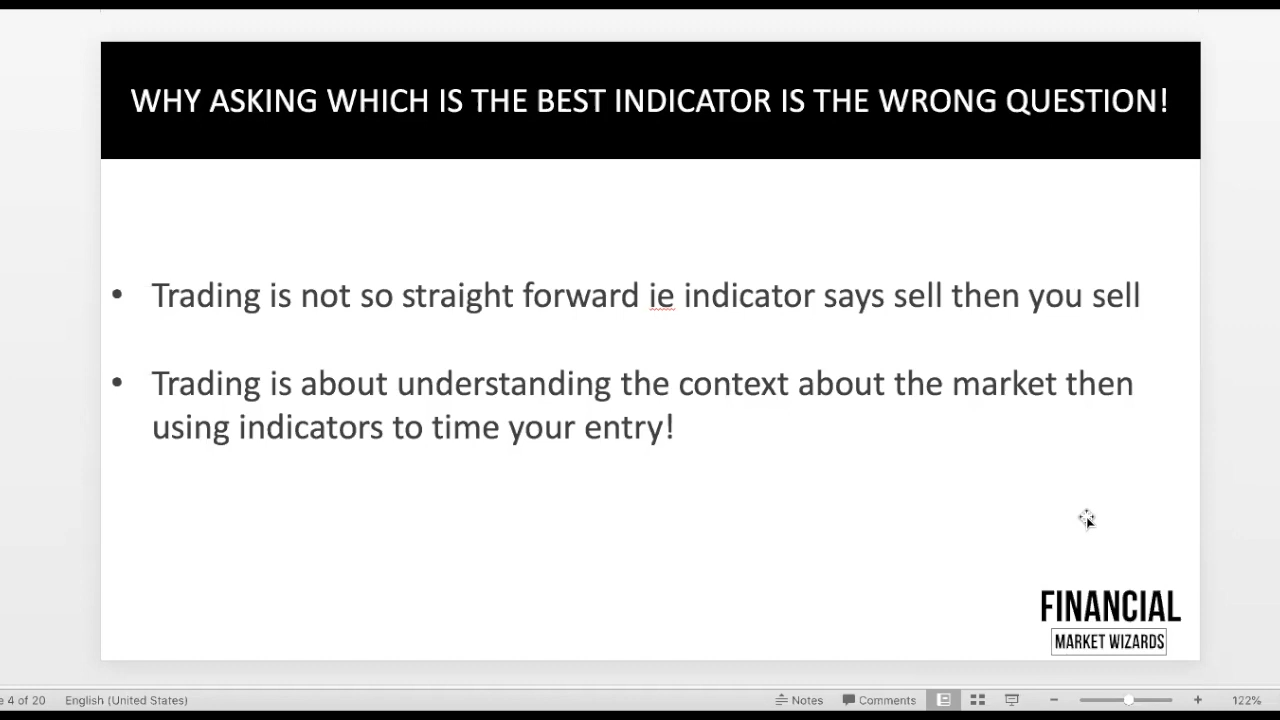 WHY ASKING WHICH IS THE BEST INDICATOR IS THE WRONG QUESTION!
• Trading is not so straight forward ie indicator says sell then you sell
• Trading is about understanding the context about the market then
using indicators to time your entry!
FINANCIAL
MARKET WIZARDS
e 4 of 20 English (United States) Notes Comments 122%